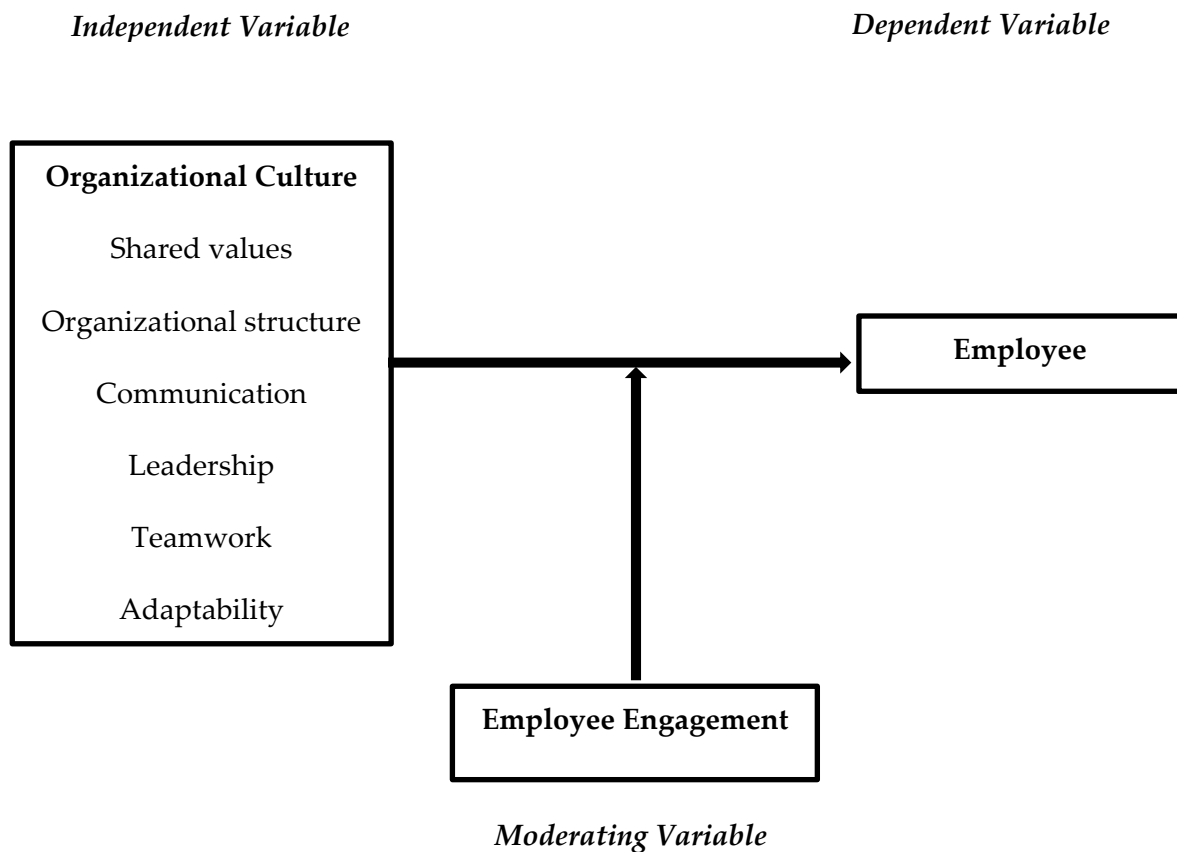 Independent Variable
Dependent Variable
Organizational Culture
Shared values
Organizational structure
Communication
Leadership
Teamwork
Adaptability
Employee
Employee Engagement
Moderating Variable